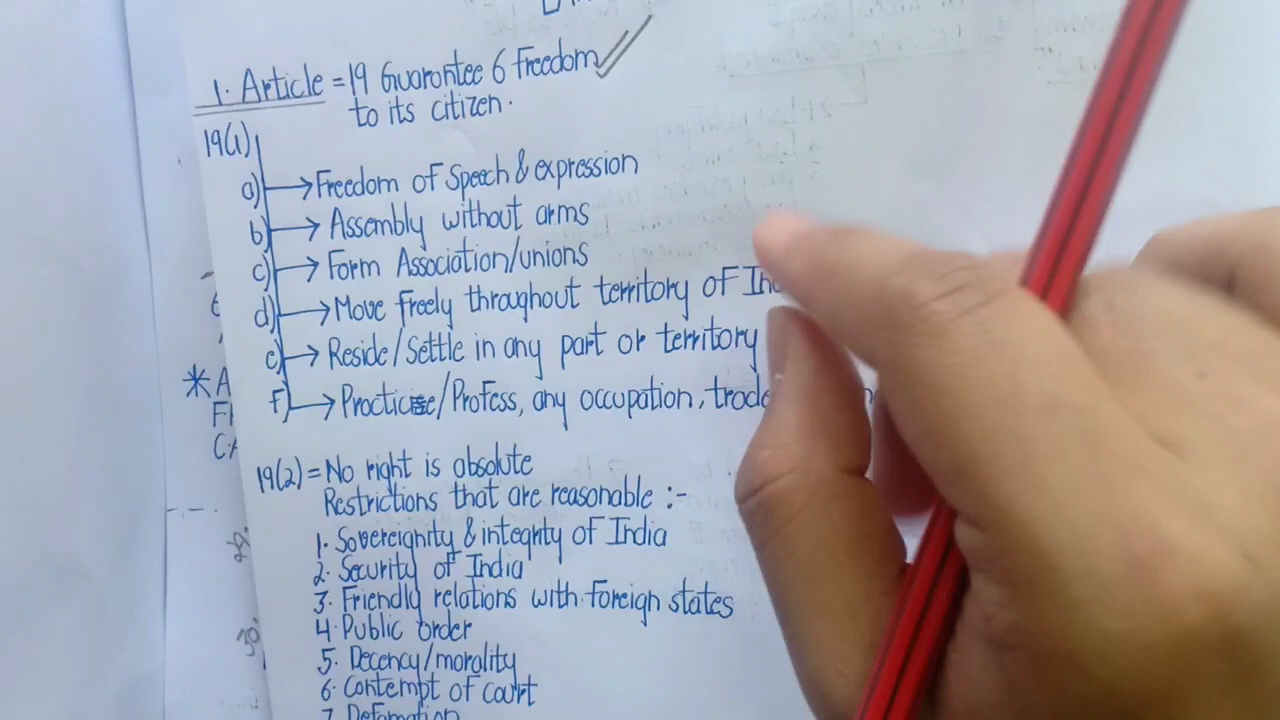 1. Article = 19 Guarantee 6 Freedom
to its citizen.
19(1)
a) → Freedom of Speech & expression
b) → Assembly without arms
c) → Form Association/unions
d) → Move freely throughout territory of
e) → Reside/Settle in any part or territory
f) → Practice/Profess, any occupation,
19(2) = No right is absolute
Restrictions that are reasonable :-
1. Sovereignity & integrity of India
2. Security of India
3. Friendly relations with foreign states
4. Public order
5. Decency/morality
6. Contempt of court
7. Defamation